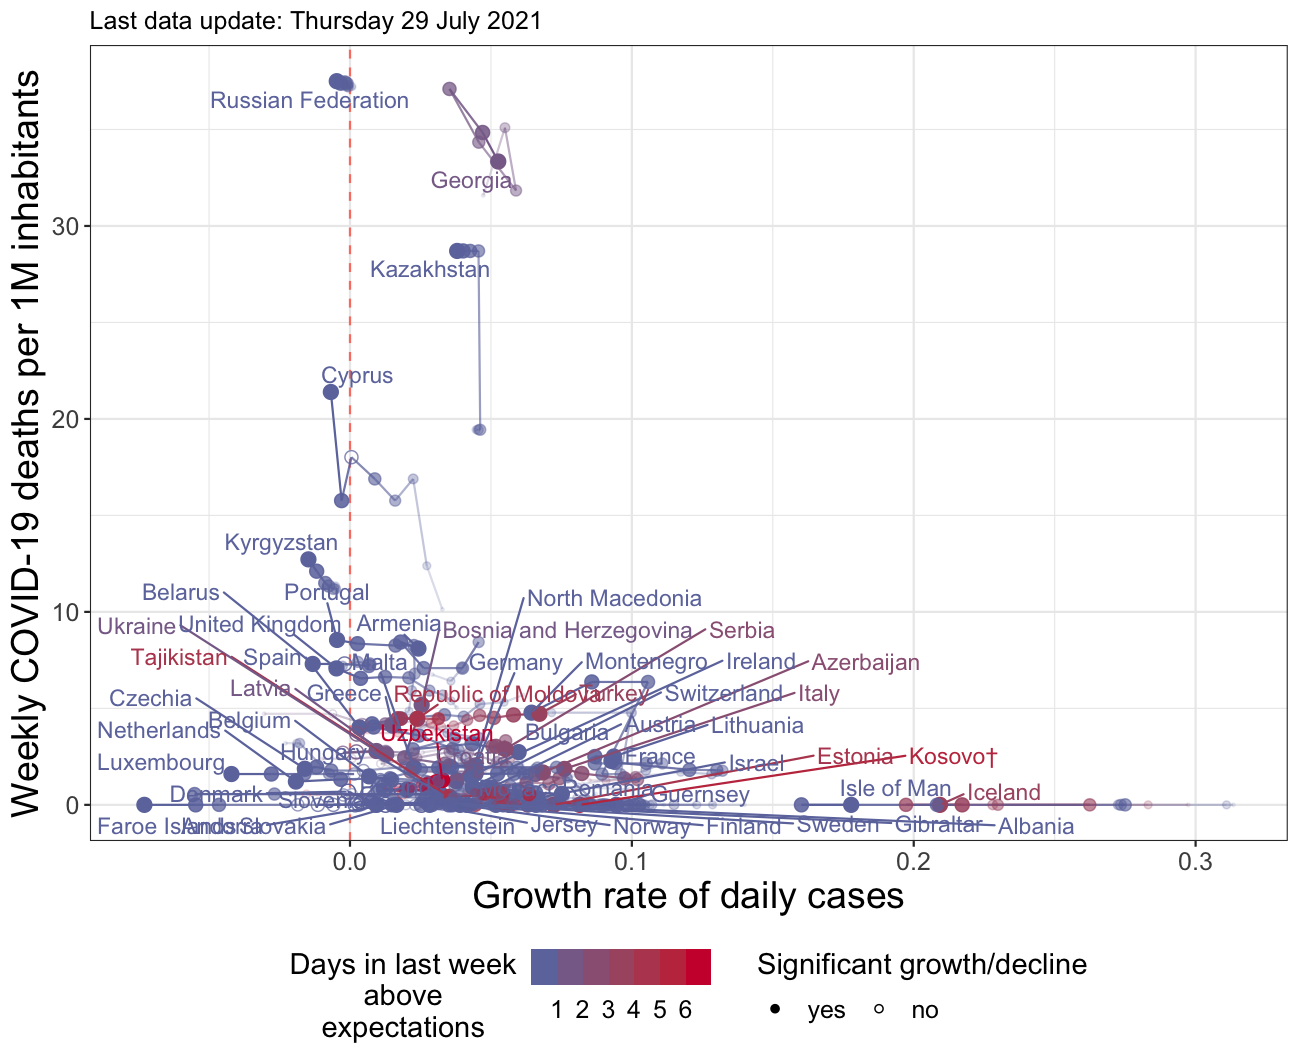 Last data update: Thursday 29 July 2021
Weekly COVID-19 deaths per 1M inhabitants
Russian Federation
Georgia
30
Kazakhstan
20
Cyprus
Kyrgyzstan
Belarus
Portugal
North Macedonia
10
Ukraine
United Kingdom
Armenia
Bosnia and Herzegovina
Serbia
Tajikistan
Spain
Malta
Germany
Montenegro
Ireland
Azerbaijan
Latvia
Greece
Republic of Moldova
Turkey
Switzerland
Italy
Czechia
Belgium
Netherlands
Uzbekistan
Bulgaria
Austria
Lithuania
Hungary
France
Luxembourg
Israel
Estonia
Kosovo†
Denmark
Slovenia
Romania
Guernsey
Isle of Man
Iceland
0
Faroe Islands
Andorra
Slovakia
Liechtenstein
Jersey
Norway
Finland
Sweden
Gibraltar
Albania
0.0
0.1
0.2
0.3
Growth rate of daily cases
Days in last week
above
expectations
1 2 3 4 5 6
Significant growth/decline
yes
no